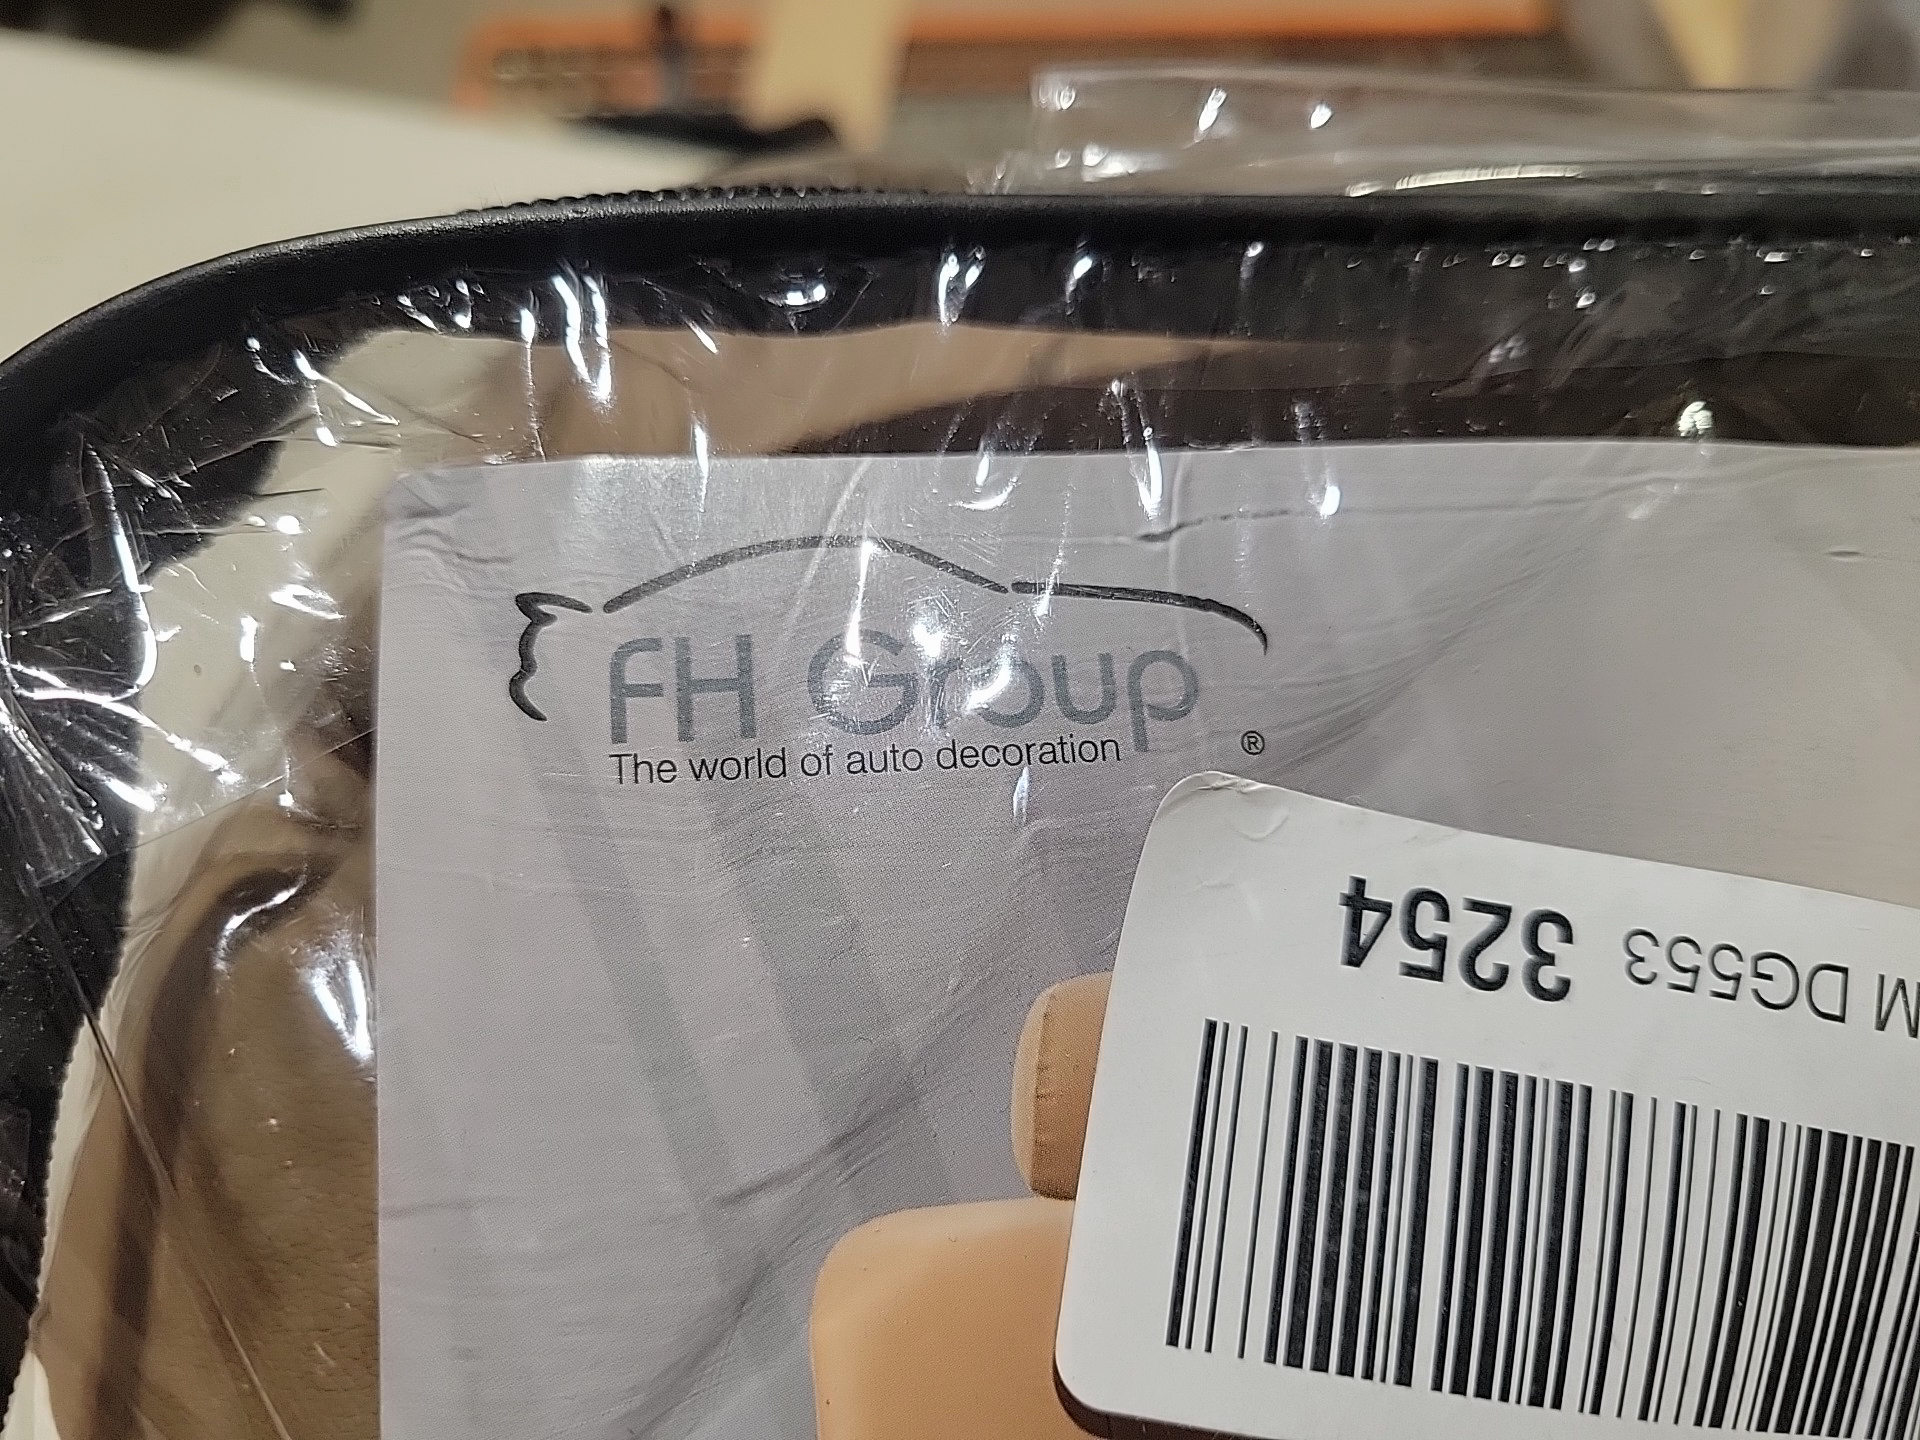 FH Group
The world of auto decoration ®
M DG553 3254